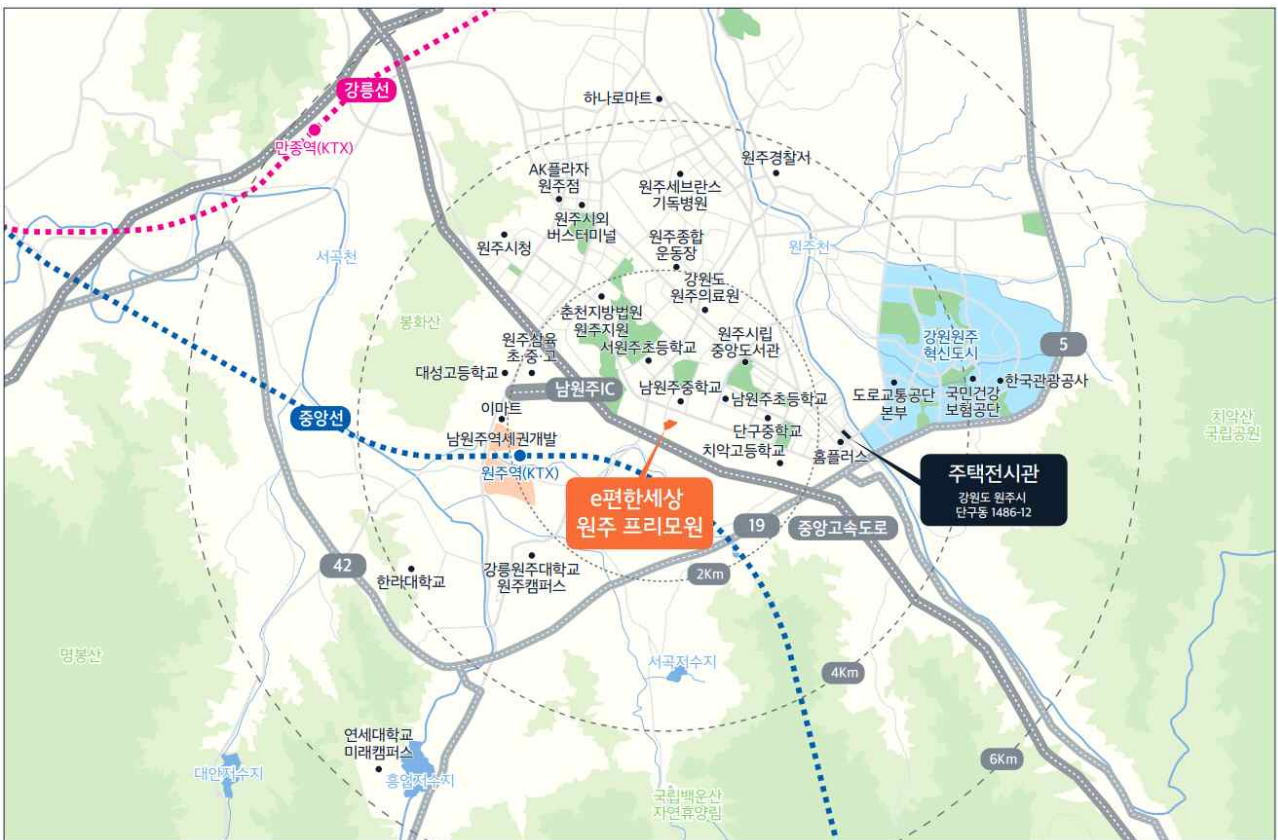 강릉선
만종역(KTX)
하나로마트
원주경찰서
AK플라자
원주점
원주세브란스
기독병원
원주시외
버스터미널
원주시청
원주종합
운동장
원주천
서곡천
강원도
원주의료원
춘천지방법원
원주지원
봉화산
원주시립
중앙도서관
강원원주
혁신도시
5
원주삼육
초·중·고
서원주초등학교
대성고등학교
남원주IC
남원주중학교
남원주초등학교
도로교통공단
본부
국민건강
보험공단
한국관광공사
치악산
국립공원
이마트
중앙선
남원주역세권개발
원주역(KTX)
단구중학교
치악고등학교
홈플러스
주택전시관
강원도 원주시
단구동 1486-12
e편한세상
원주 프리모원
19
중앙고속도로
42
한라대학교
강릉원주대학교
원주캠퍼스
2Km
명봉산
서곡저수지
4Km
연세대학교
미래캠퍼스
대안저수지
흥업저수지
6Km
국립백운산
자연휴양림